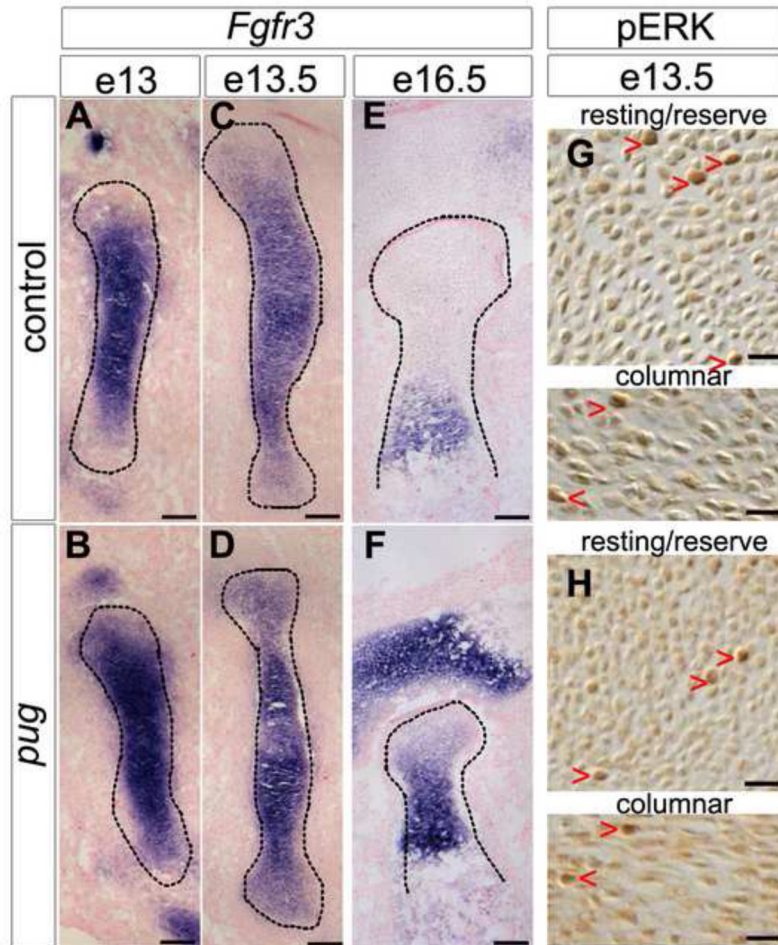 Fgfr3 pERK
e13 e13.5 e16.5 e13.5
resting/reserve
A C E G
>
>
>
>
control
columnar
>
<
resting/reserve
B D F H
>
>
>
pug
columnar
>
<